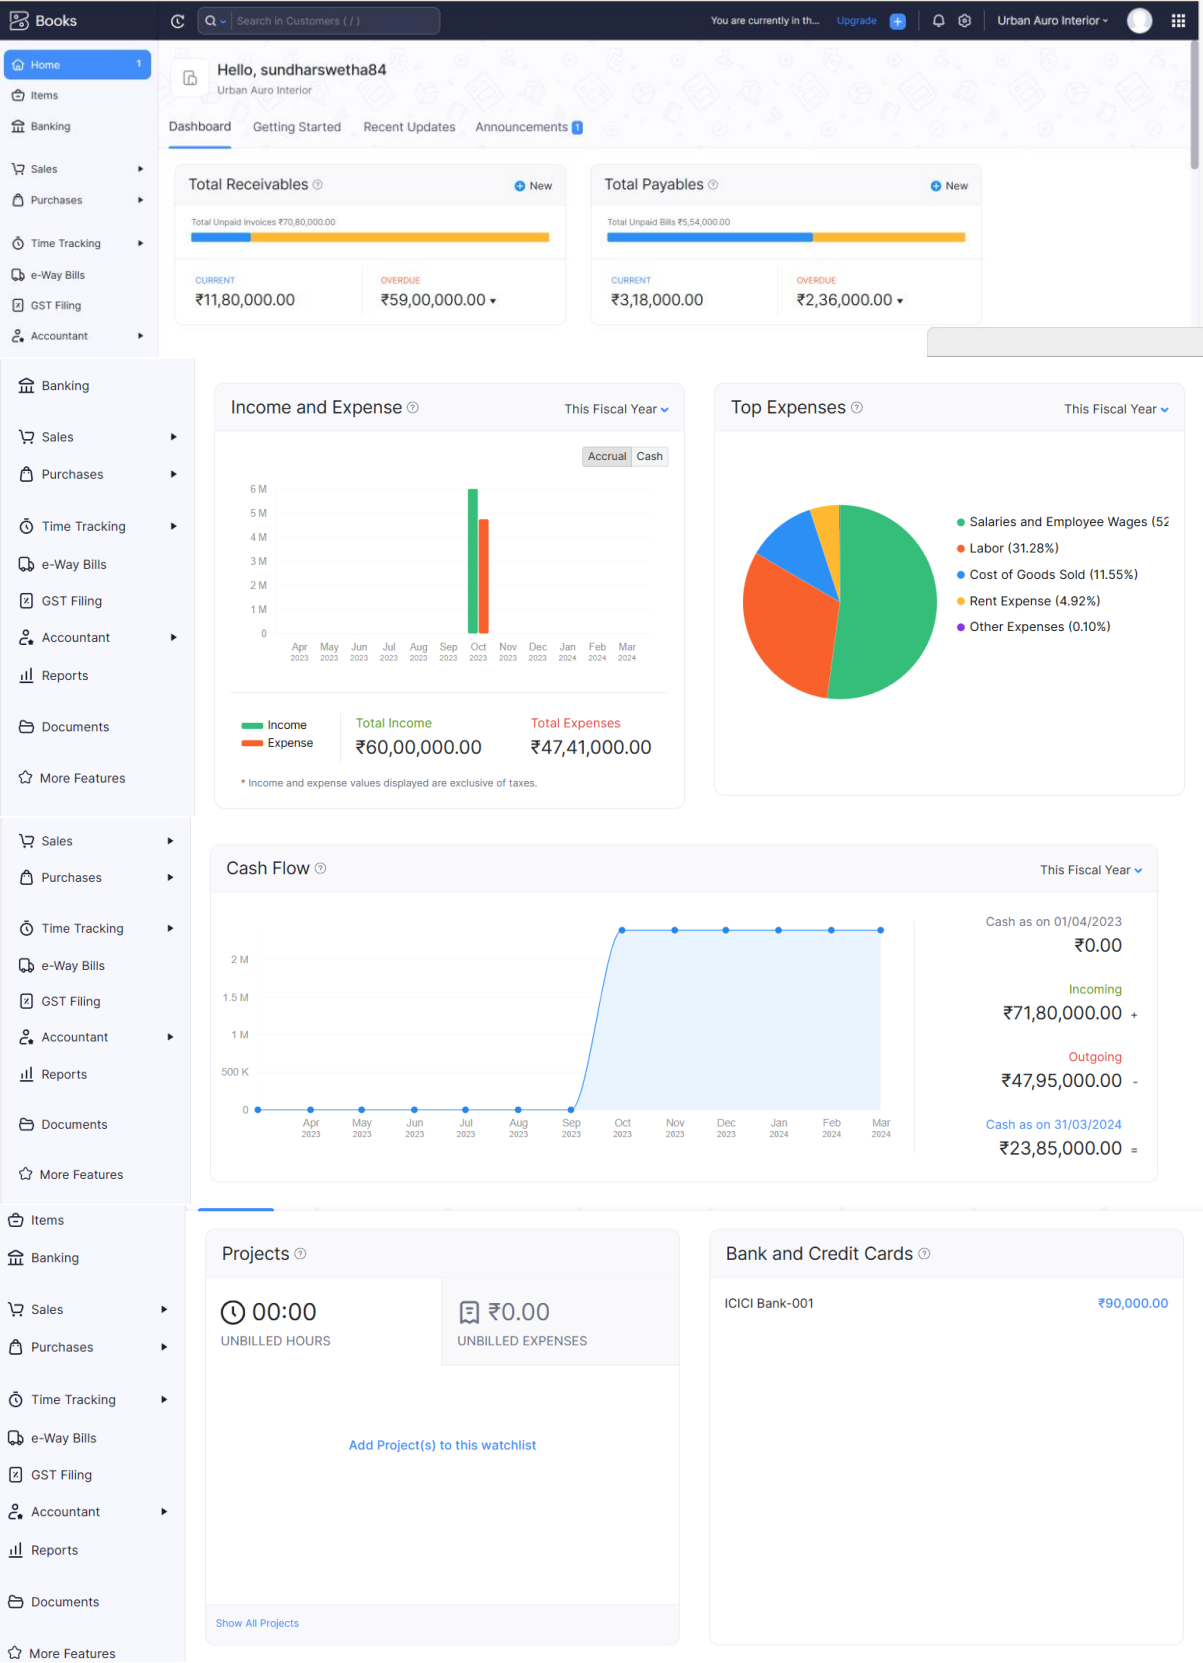 Books
Search in Customers ( / )
You are currently in th...
Upgrade
Urban Auro Interior
Home 1
Items
Banking
Sales
Purchases
Time Tracking
e-Way Bills
GST Filing
Accountant
Hello, sundharswetha84
Urban Auro Interior
Dashboard Getting Started Recent Updates Announcements 1
Total Receivables
New
Total Unpaid Invoices ₹70,80,000.00
CURRENT
₹11,80,000.00
OVERDUE
₹59,00,000.00
Total Payables
New
Total Unpaid Bills ₹5,54,000.00
CURRENT
₹3,18,000.00
OVERDUE
₹2,36,000.00
Banking
Sales
Purchases
Time Tracking
e-Way Bills
GST Filing
Accountant
Reports
Documents
More Features
Income and Expense
This Fiscal Year
Accrual Cash
6 M
5 M
4 M
3 M
2 M
1 M
0
Apr May Jun Jul Aug Sep Oct Nov Dec Jan Feb Mar
2023 2023 2023 2023 2023 2023 2023 2023 2023 2024 2024 2024
Income
Expense
Total Income
₹60,00,000.00
Total Expenses
₹47,41,000.00
* Income and expense values displayed are exclusive of taxes.
Top Expenses
This Fiscal Year
Salaries and Employee Wages (52
Labor (31.28%)
Cost of Goods Sold (11.55%)
Rent Expense (4.92%)
Other Expenses (0.10%)
Sales
Purchases
Time Tracking
e-Way Bills
GST Filing
Accountant
Reports
Documents
More Features
Cash Flow
This Fiscal Year
2 M
1.5 M
1 M
500 K
0
Apr May Jun Jul Aug Sep Oct Nov Dec Jan Feb Mar
2023 2023 2023 2023 2023 2023 2023 2023 2023 2024 2024 2024
Cash as on 01/04/2023
₹0.00
Incoming
₹71,80,000.00 +
Outgoing
₹47,95,000.00 -
Cash as on 31/03/2024
₹23,85,000.00 =
Items
Banking
Sales
Purchases
Time Tracking
e-Way Bills
GST Filing
Accountant
Reports
Documents
More Features
Projects
00:00
UNBILLED HOURS
₹0.00
UNBILLED EXPENSES
Add Project(s) to this watchlist
Show All Projects
Bank and Credit Cards
ICICI Bank-001 ₹90,000.00